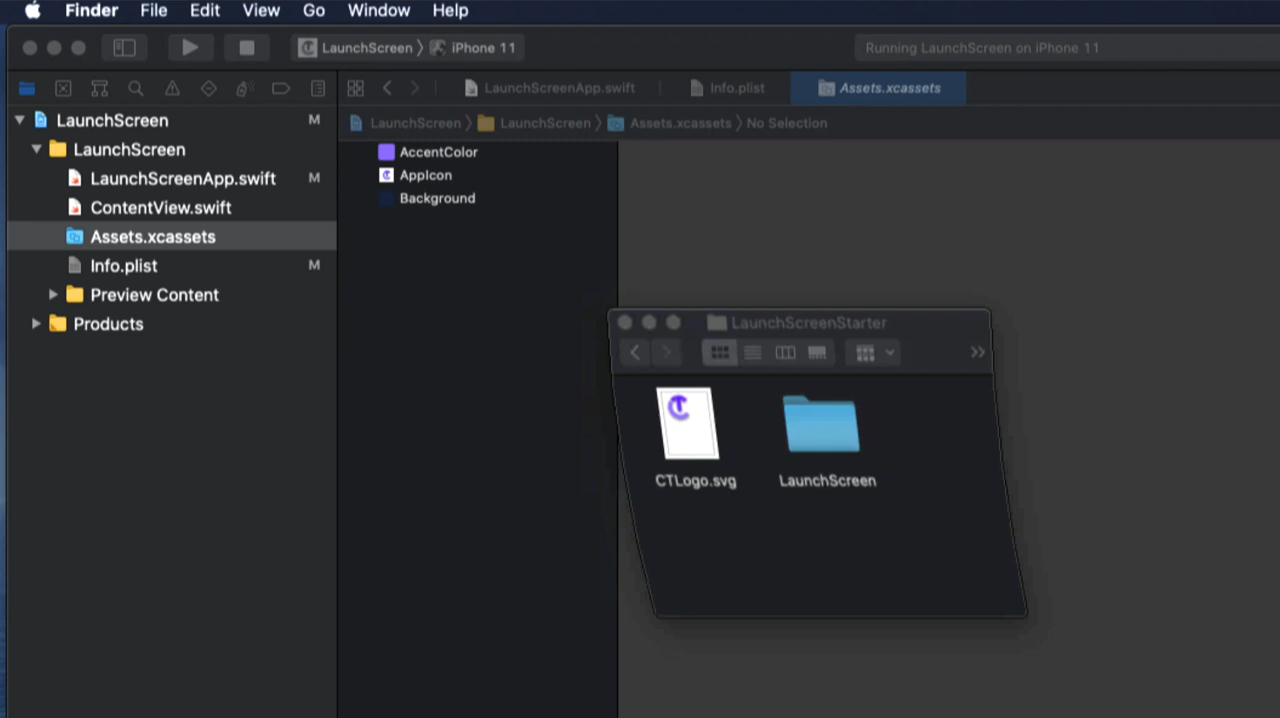 Finder File Edit View Go Window Help
LaunchScreen 〉 iPhone 11
Running LaunchScreen on iPhone 11
LaunchScreenApp.swift Info.plist Assets.xcassets
LaunchScreen M
LaunchScreen 〉 LaunchScreen 〉 Assets.xcassets 〉 No Selection
LaunchScreen
LaunchScreenApp.swift M
ContentView.swift
Assets.xcassets
Info.plist M
Preview Content
Products
AccentColor
AppIcon
Background
LaunchScreenStarter
CTLogo.svg LaunchScreen